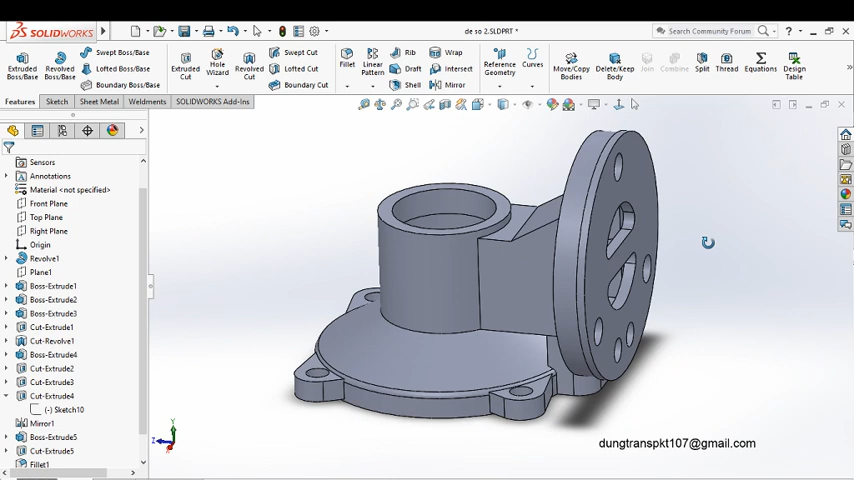 SOLIDWORKS
de so 2.SLDPRT *
Search Community Forum
Extruded Boss/Base
Revolved Boss/Base
Swept Boss/Base
Lofted Boss/Base
Boundary Boss/Base
Extruded Cut
Hole Wizard
Revolved Cut
Swept Cut
Lofted Cut
Boundary Cut
Fillet
Linear Pattern
Rib
Draft
Shell
Wrap
Intersect
Mirror
Reference Geometry
Curves
Move/Copy Bodies
Delete/Keep Body
Join
Combine
Split
Thread
Equations
Design Table
Features
Sketch
Sheet Metal
Weldments
SOLIDWORKS Add-Ins
Sensors
Annotations
Material <not specified>
Front Plane
Top Plane
Right Plane
Origin
Revolve1
Plane1
Boss-Extrude1
Boss-Extrude2
Boss-Extrude3
Cut-Extrude1
Cut-Revolve1
Boss-Extrude4
Cut-Extrude2
Cut-Extrude3
Cut-Extrude4
(-) Sketch10
Mirror1
Boss-Extrude5
Cut-Extrude5
Fillet1
Y
Z
dungtranspkt107@gmail.com